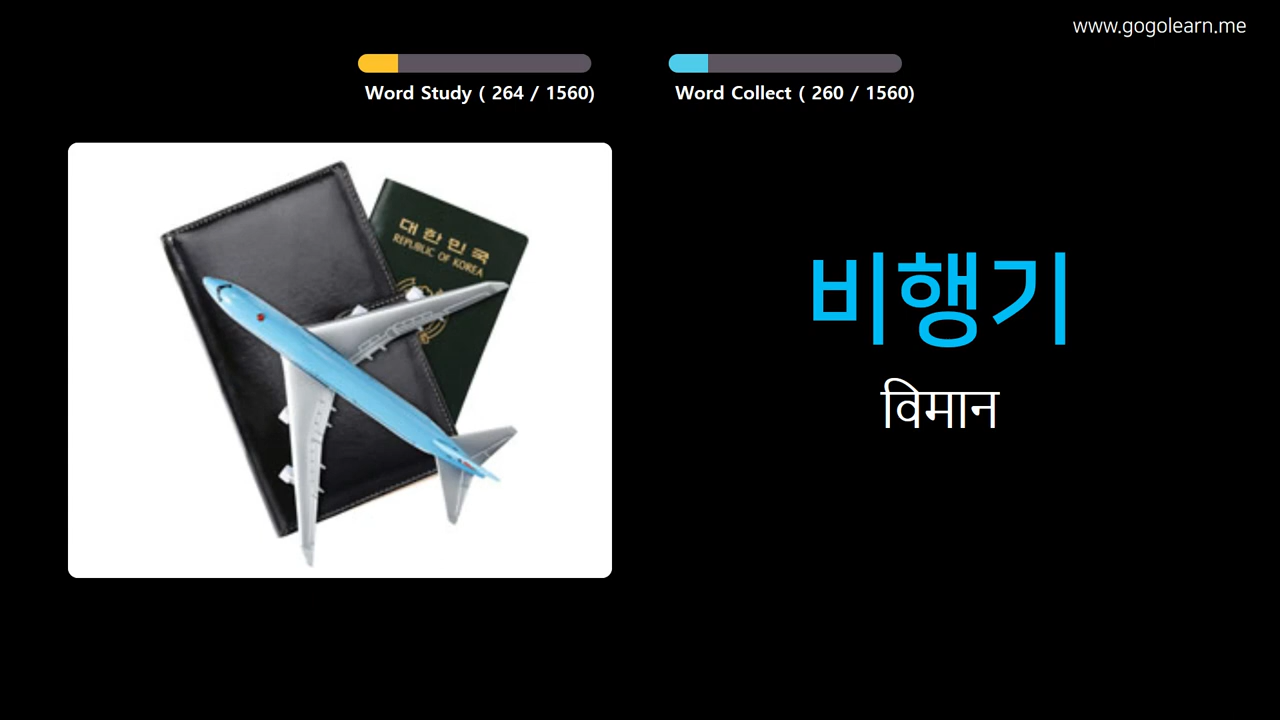 www.gogolearn.me
Word Study ( 264 / 1560)
Word Collect ( 260 / 1560)
대한민국
REPUBLIC OF KOREA
비행기
विमान